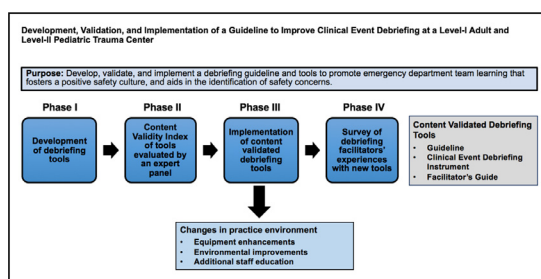 Development, Validation, and Implementation of a Guideline to Improve Clinical Event Debriefing at a Level-I Adult and
Level-II Pediatric Trauma Center
Purpose: Develop, validate, and implement a debriefing guideline and tools to promote emergency department team learning that
fosters a positive safety culture, and aids in the identification of safety concerns.
Phase I
Development
of debriefing
tools
Phase II
Content
Validity Index
of tools
evaluated by
an expert
panel
Phase III
Implementation
of content
validated
debriefing
tools
Phase IV
Survey of
debriefing
facilitators'
experiences
with new tools
Content Validated Debriefing
Tools
• Guideline
• Clinical Event Debriefing
Instrument
• Facilitator's Guide
Changes in practice environment
• Equipment enhancements
• Environmental improvements
• Additional staff education